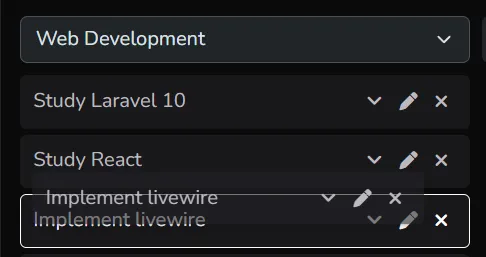 Web Development
Study Laravel 10
Study React
Implement livewire
Implement livewire